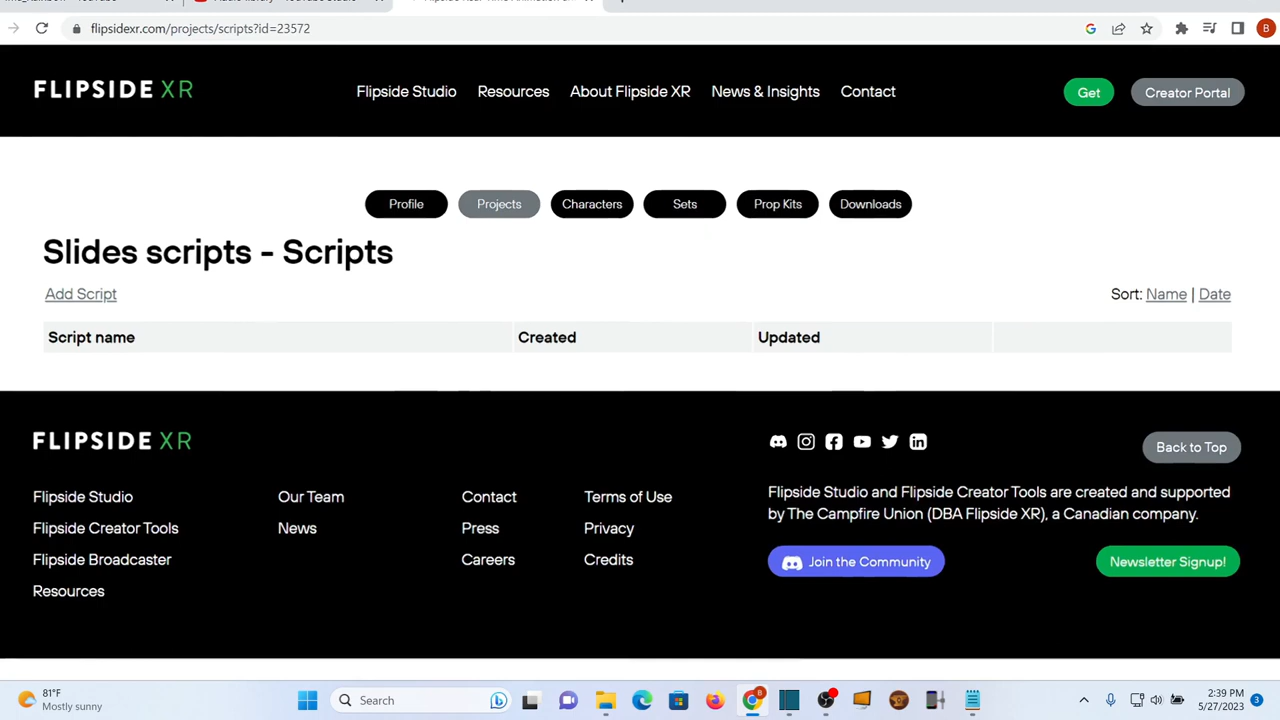 flipsidexr.com/projects/scripts?id=23572
B
FLIPSIDE XR
Flipside Studio
Resources
About Flipside XR
News & Insights
Contact
Get
Creator Portal
Profile
Projects
Characters
Sets
Prop Kits
Downloads
Slides scripts - Scripts
Add Script
Sort: Name | Date
Script name
Created
Updated
FLIPSIDE XR
Back to Top
Flipside Studio
Our Team
Contact
Terms of Use
Flipside Studio and Flipside Creator Tools are created and supported
by The Campfire Union (DBA Flipside XR), a Canadian company.
Flipside Creator Tools
News
Press
Privacy
Flipside Broadcaster
Careers
Credits
Join the Community
Newsletter Signup!
Resources
81°F
Mostly sunny
Search
B
2:39 PM
5/27/2023
3